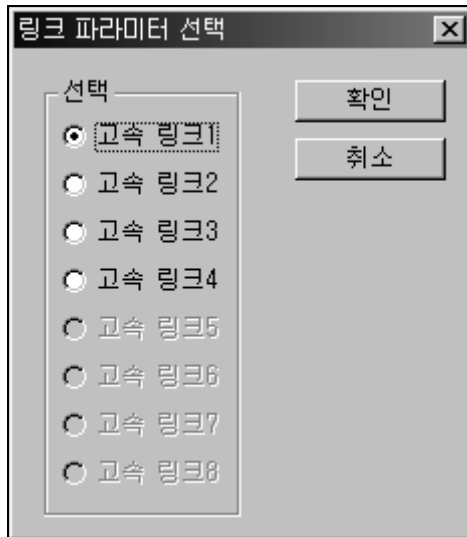 링크 파라미터 선택
선택
고속 링크1
고속 링크2
고속 링크3
고속 링크4
고속 링크5
고속 링크6
고속 링크7
고속 링크8
확인
취소